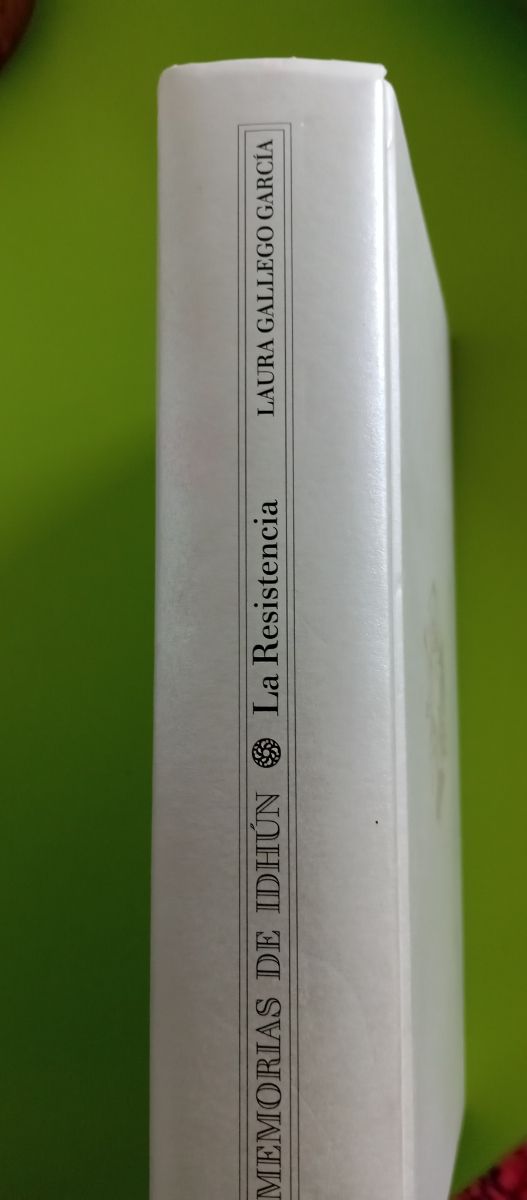 MEMORIAS DE IDHÚN La Resistencia LAURA GALLEGO GARCÍA